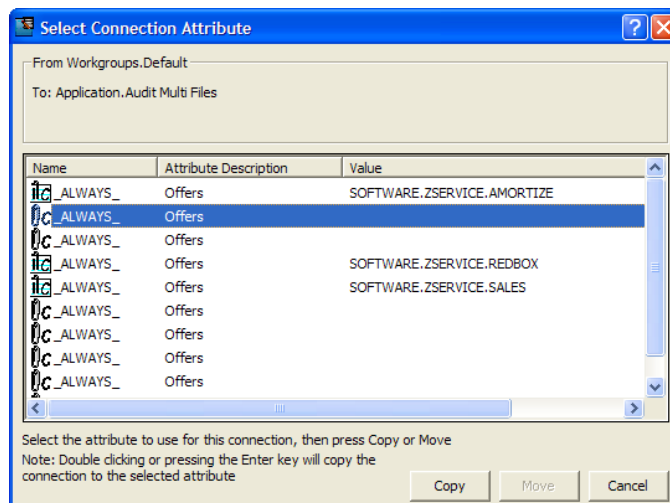 Select Connection Attribute
From Workgroups.Default
To: Application.Audit Multi Files
Name Attribute Description Value
_ALWAYS_ Offers SOFTWARE.ZSERVICE.AMORTIZE
_ALWAYS_ Offers
_ALWAYS_ Offers
_ALWAYS_ Offers SOFTWARE.ZSERVICE.REDBOX
_ALWAYS_ Offers SOFTWARE.ZSERVICE.SALES
_ALWAYS_ Offers
_ALWAYS_ Offers
_ALWAYS_ Offers
_ALWAYS_ Offers
Select the attribute to use for this connection, then press Copy or Move
Note: Double clicking or pressing the Enter key will copy the
connection to the selected attribute
Copy Move Cancel